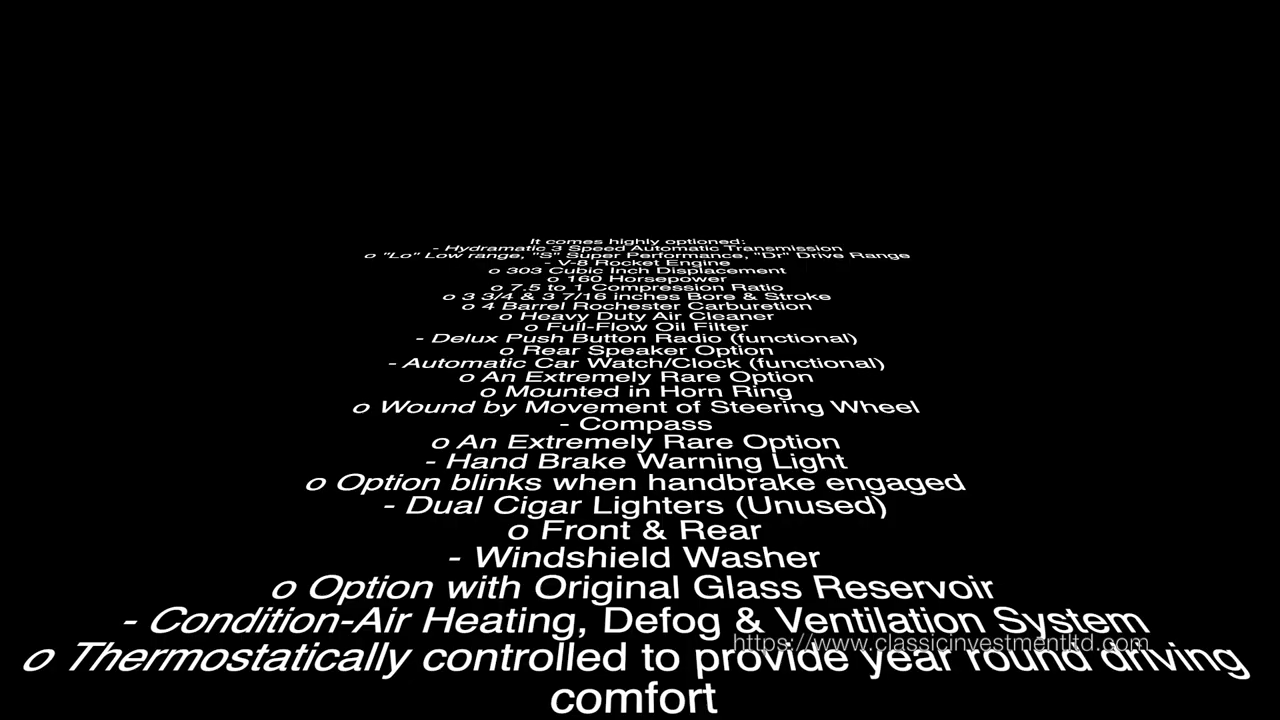 It comes highly optioned:
- Hydramatic 3 Speed Automatic Transmission
o "Lo" Low range, "S" Super Performance, "Dr" Drive Range
- V-8 Rocket Engine
o 303 Cubic Inch Displacement
o 160 Horsepower
o 7.5 to 1 Compression Ratio
o 3 3/4 & 3 7/16 inches Bore & Stroke
o 4 Barrel Rochester Carburetion
o Heavy Duty Air Cleaner
o Full-Flow Oil Filter
- Delux Push Button Radio (functional)
o Rear Speaker Option
- Automatic Car Watch/Clock (functional)
o An Extremely Rare Option
o Mounted in Horn Ring
o Wound by Movement of Steering Wheel
- Compass
o An Extremely Rare Option
- Hand Brake Warning Light
o Option blinks when handbrake engaged
- Dual Cigar Lighters (Unused)
o Front & Rear
- Windshield Washer
o Option with Original Glass Reservoir
- Condition-Air Heating, Defog & Ventilation System
https://www.classicinvestmentltd.com
o Thermostatically controlled to provide year round driving
comfort